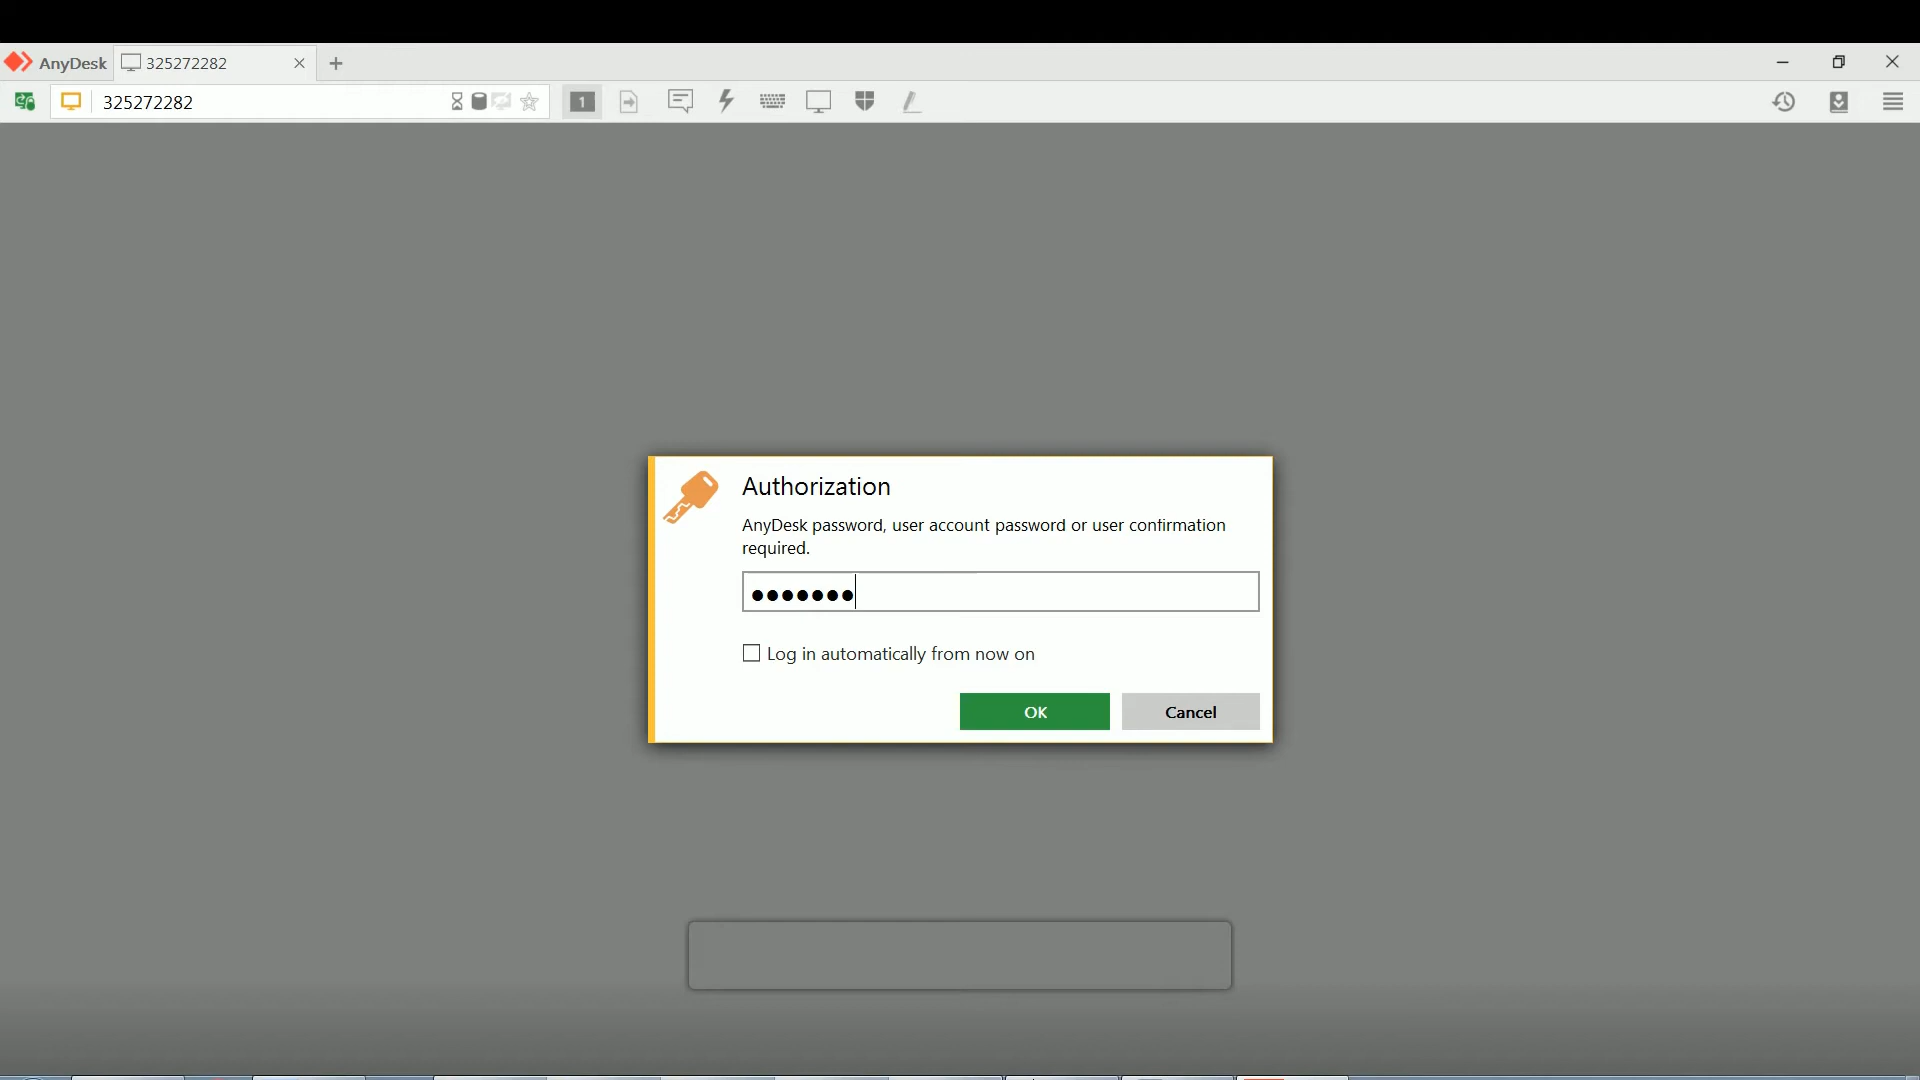 AnyDesk 325272282
325272282 1
Authorization
AnyDesk password, user account password or user confirmation
required.
Log in automatically from now on
OK Cancel